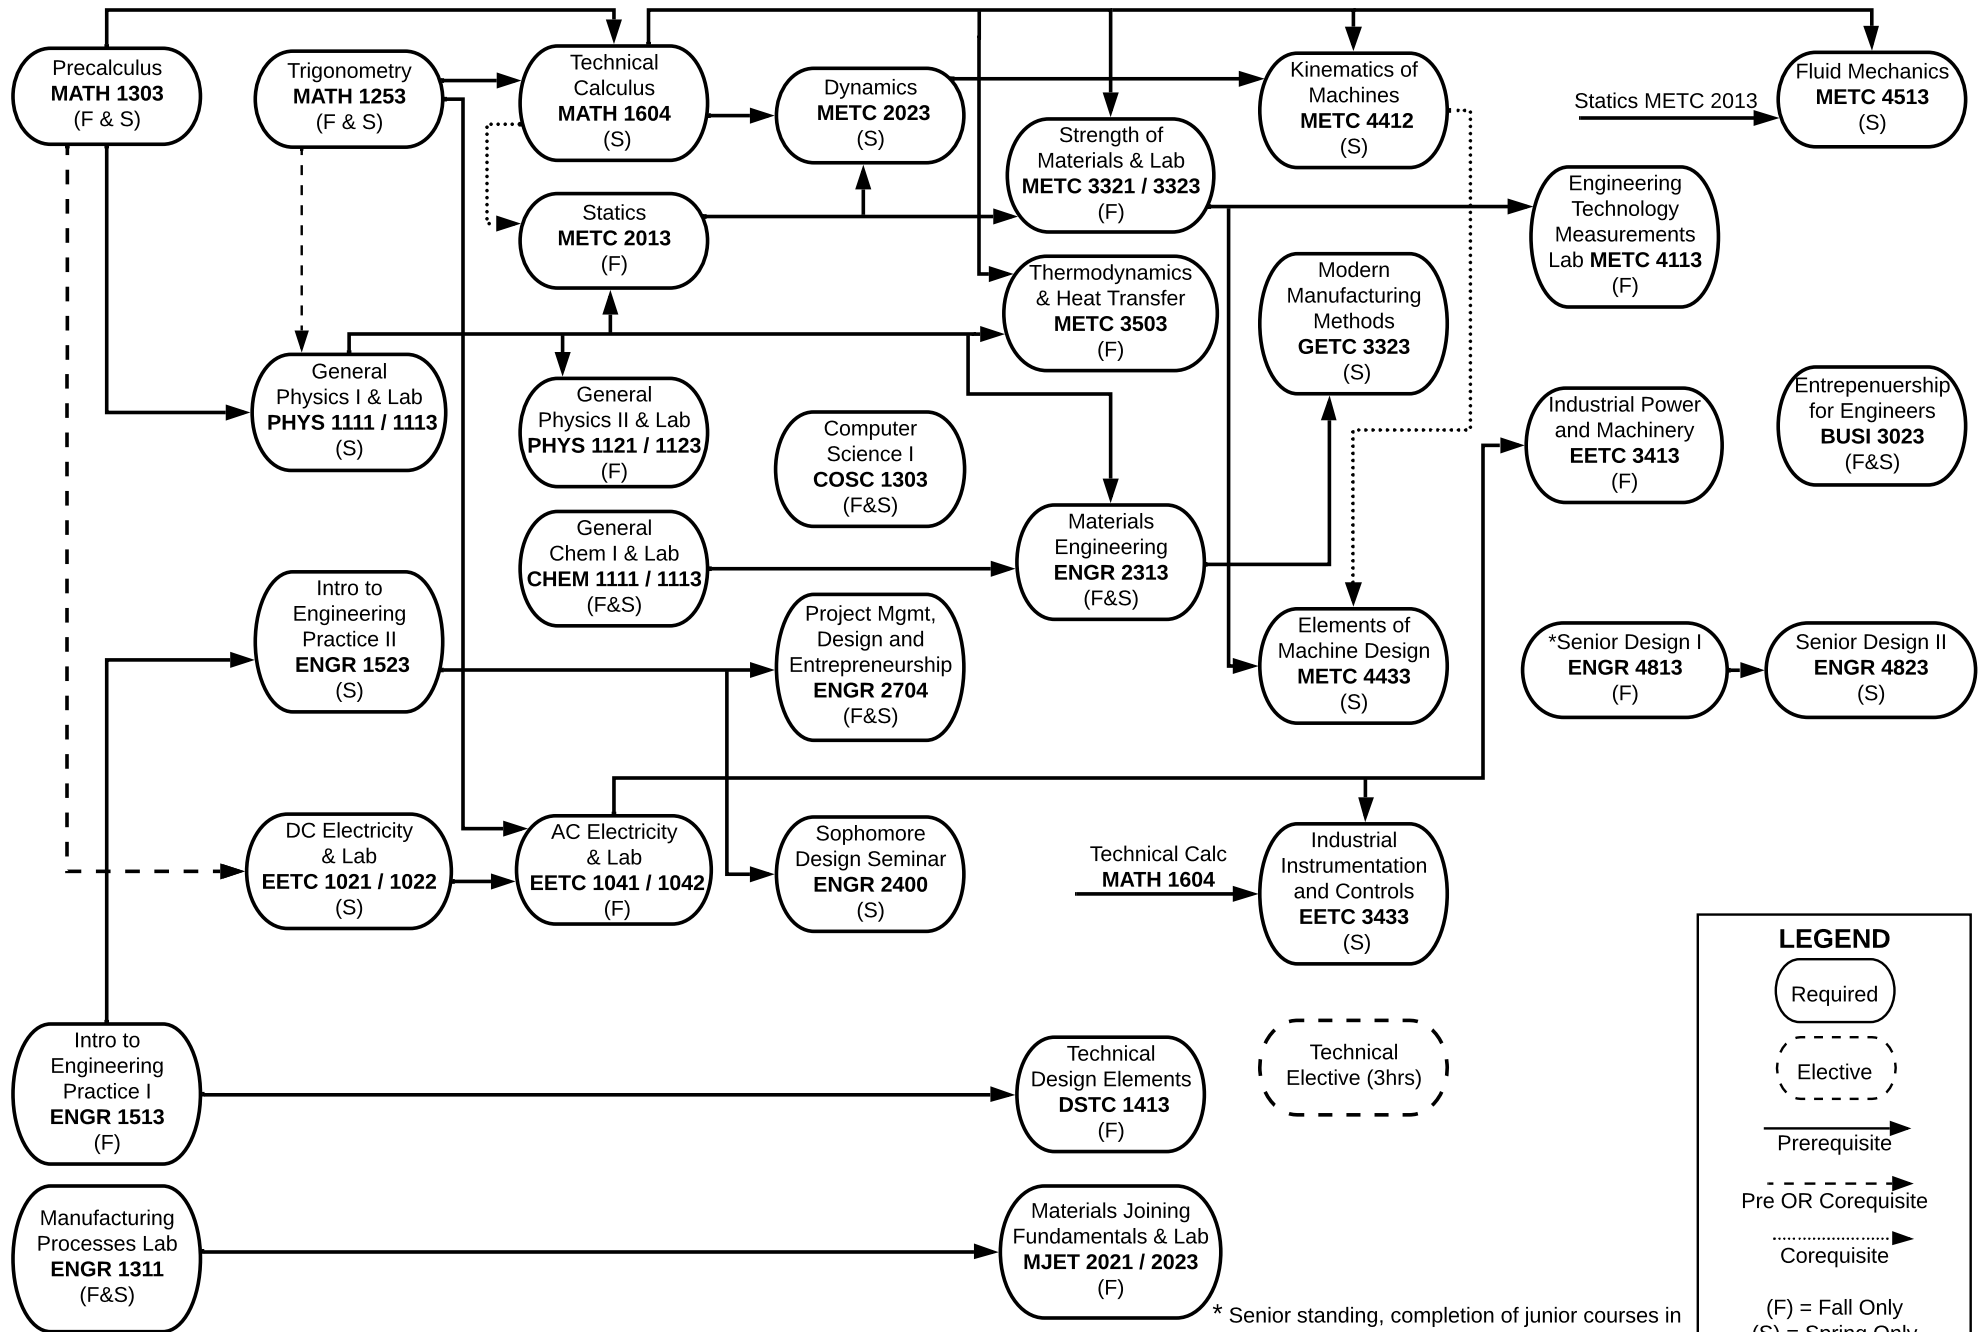 Precalculus
MATH 1303
(F & S)
Trigonometry
MATH 1253
(F & S)
Technical
Calculus
MATH 1604
(S)
Dynamics
METC 2023
(S)
Strength of
Materials & Lab
METC 3321 / 3323
(F)
Kinematics of
Machines
METC 4412
(S)
Statics METC 2013
Fluid Mechanics
METC 4513
(S)
Statics
METC 2013
(F)
Engineering
Technology
Measurements
Lab METC 4113
(F)
Thermodynamics
& Heat Transfer
METC 3503
(F)
Modern
Manufacturing
Methods
GETC 3323
(S)
General
Physics I & Lab
PHYS 1111 / 1113
(S)
General
Physics II & Lab
PHYS 1121 / 1123
(F)
Computer
Science I
COSC 1303
(F&S)
Industrial Power
and Machinery
EETC 3413
(F)
Entrepenuership
for Engineers
BUSI 3023
(F&S)
General
Chem I & Lab
CHEM 1111 / 1113
(F&S)
Materials
Engineering
ENGR 2313
(F&S)
Intro to
Engineering
Practice II
ENGR 1523
(S)
Project Mgmt,
Design and
Entrepreneurship
ENGR 2704
(F&S)
Elements of
Machine Design
METC 4433
(S)
*Senior Design I
ENGR 4813
(F)
Senior Design II
ENGR 4823
(S)
DC Electricity
& Lab
EETC 1021 / 1022
(S)
AC Electricity
& Lab
EETC 1041 / 1042
(F)
Sophomore
Design Seminar
ENGR 2400
(S)
Technical Calc
MATH 1604
Industrial
Instrumentation
and Controls
EETC 3433
(S)
Intro to
Engineering
Practice I
ENGR 1513
(F)
Technical
Design Elements
DSTC 1413
(F)
Technical
Elective (3hrs)
Manufacturing
Processes Lab
ENGR 1311
(F&S)
Materials Joining
Fundamentals & Lab
MJET 2021 / 2023
(F)
* Senior standing, completion of junior courses in
LEGEND
Required
Elective
Prerequisite
Pre OR Corequisite
Corequisite
(F) = Fall Only
(S) = Spring Only